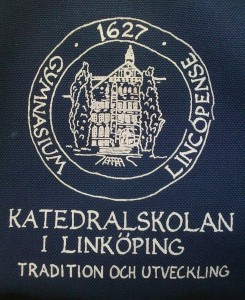 · 1627 ·
GYMNASIUM LINCOPENSE
KATEDRALSKOLAN
I LINKÖPING
TRADITION OCH UTVECKLING